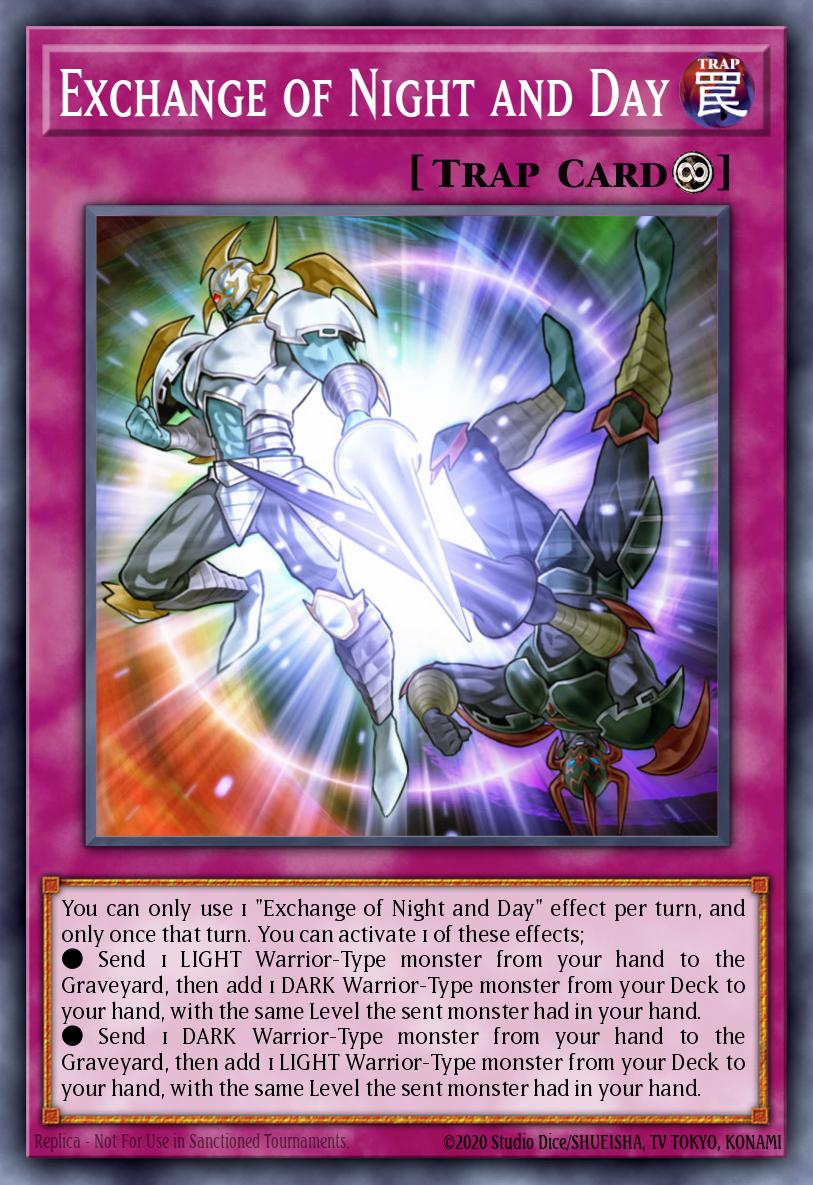 Exchange of Night and Day
TRAP
罠
[ Trap Card ]
You can only use 1 "Exchange of Night and Day" effect per turn, and
only once that turn. You can activate 1 of these effects;
● Send 1 LIGHT Warrior-Type monster from your hand to the
Graveyard, then add 1 DARK Warrior-Type monster from your Deck to
your hand, with the same Level the sent monster had in your hand.
● Send 1 DARK Warrior-Type monster from your hand to the
Graveyard, then add 1 LIGHT Warrior-Type monster from your Deck to
your hand, with the same Level the sent monster had in your hand.
Replica - Not For Use in Sanctioned Tournaments.
©2020 Studio Dice/SHUEISHA, TV TOKYO, KONAMI